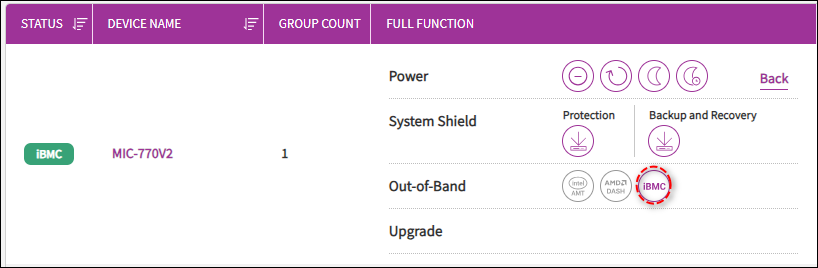 STATUS DEVICE NAME GROUP COUNT FULL FUNCTION
Power Back
System Shield Protection Backup and Recovery
iBMC MIC-770V2 1
Out-of-Band intel AMT AMD DASH iBMC
Upgrade